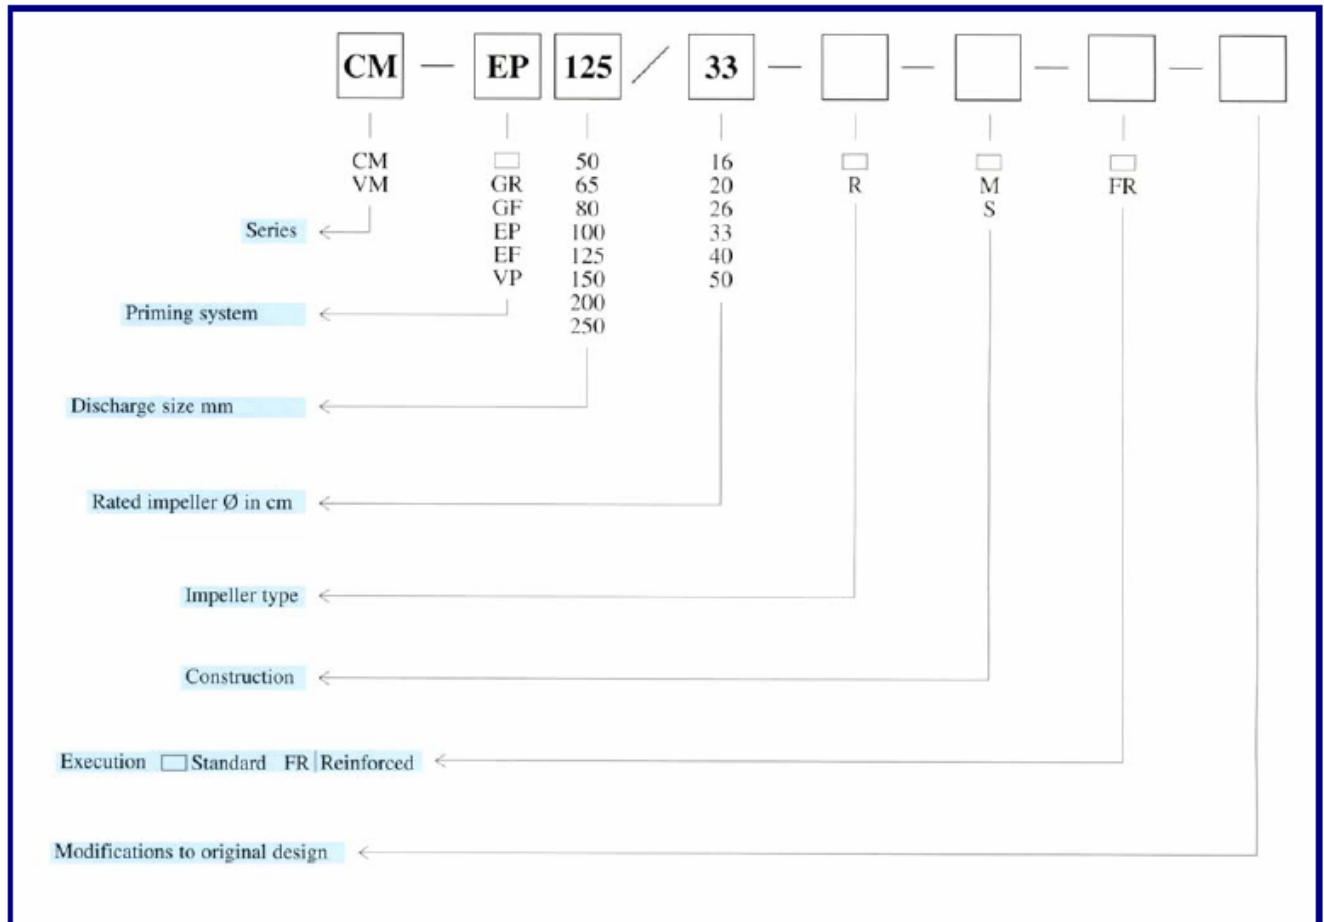 CM — EP 125 / 33 — — — —
CM 50 16
VM GR 65 20 R M FR
GF 80 26 S
Series EP 100 33
EF 125 40
VP 150 50
Priming system 200
250
Discharge size mm
Rated impeller Ø in cm
Impeller type
Construction
Execution Standard FR Reinforced
Modifications to original design